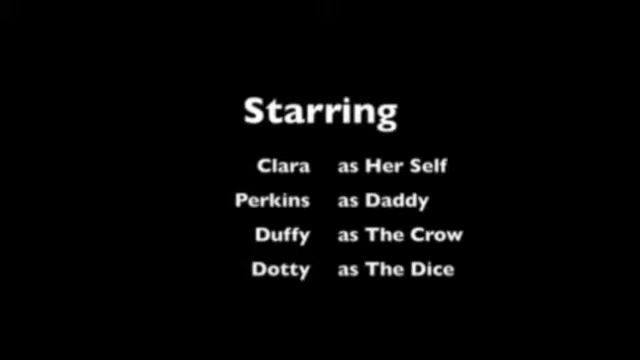 Starring
Clara as Her Self
Perkins as Daddy
Duffy as The Crow
Dotty as The Dice